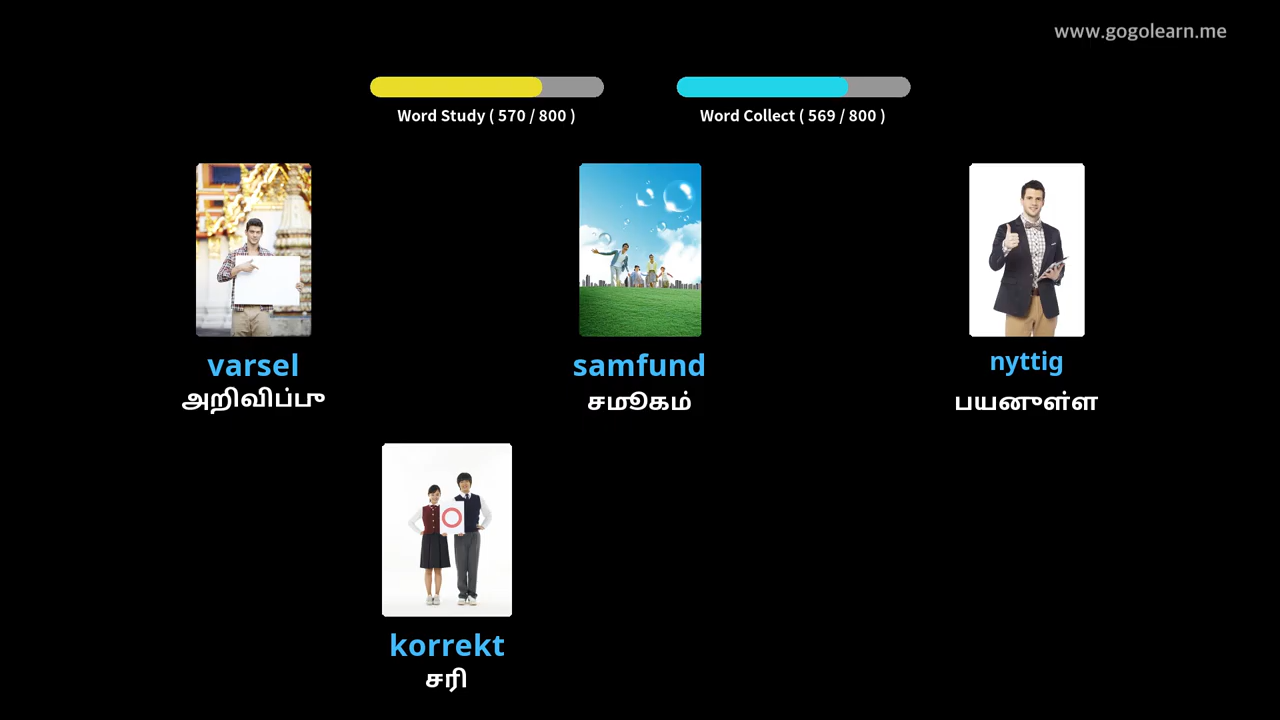 www.gogolearn.me
Word Study ( 570 / 800 )
Word Collect ( 569 / 800 )
varsel
அறிவிப்பு
samfund
சமூகம்
nyttig
பயனுள்ள
korrekt
சரி